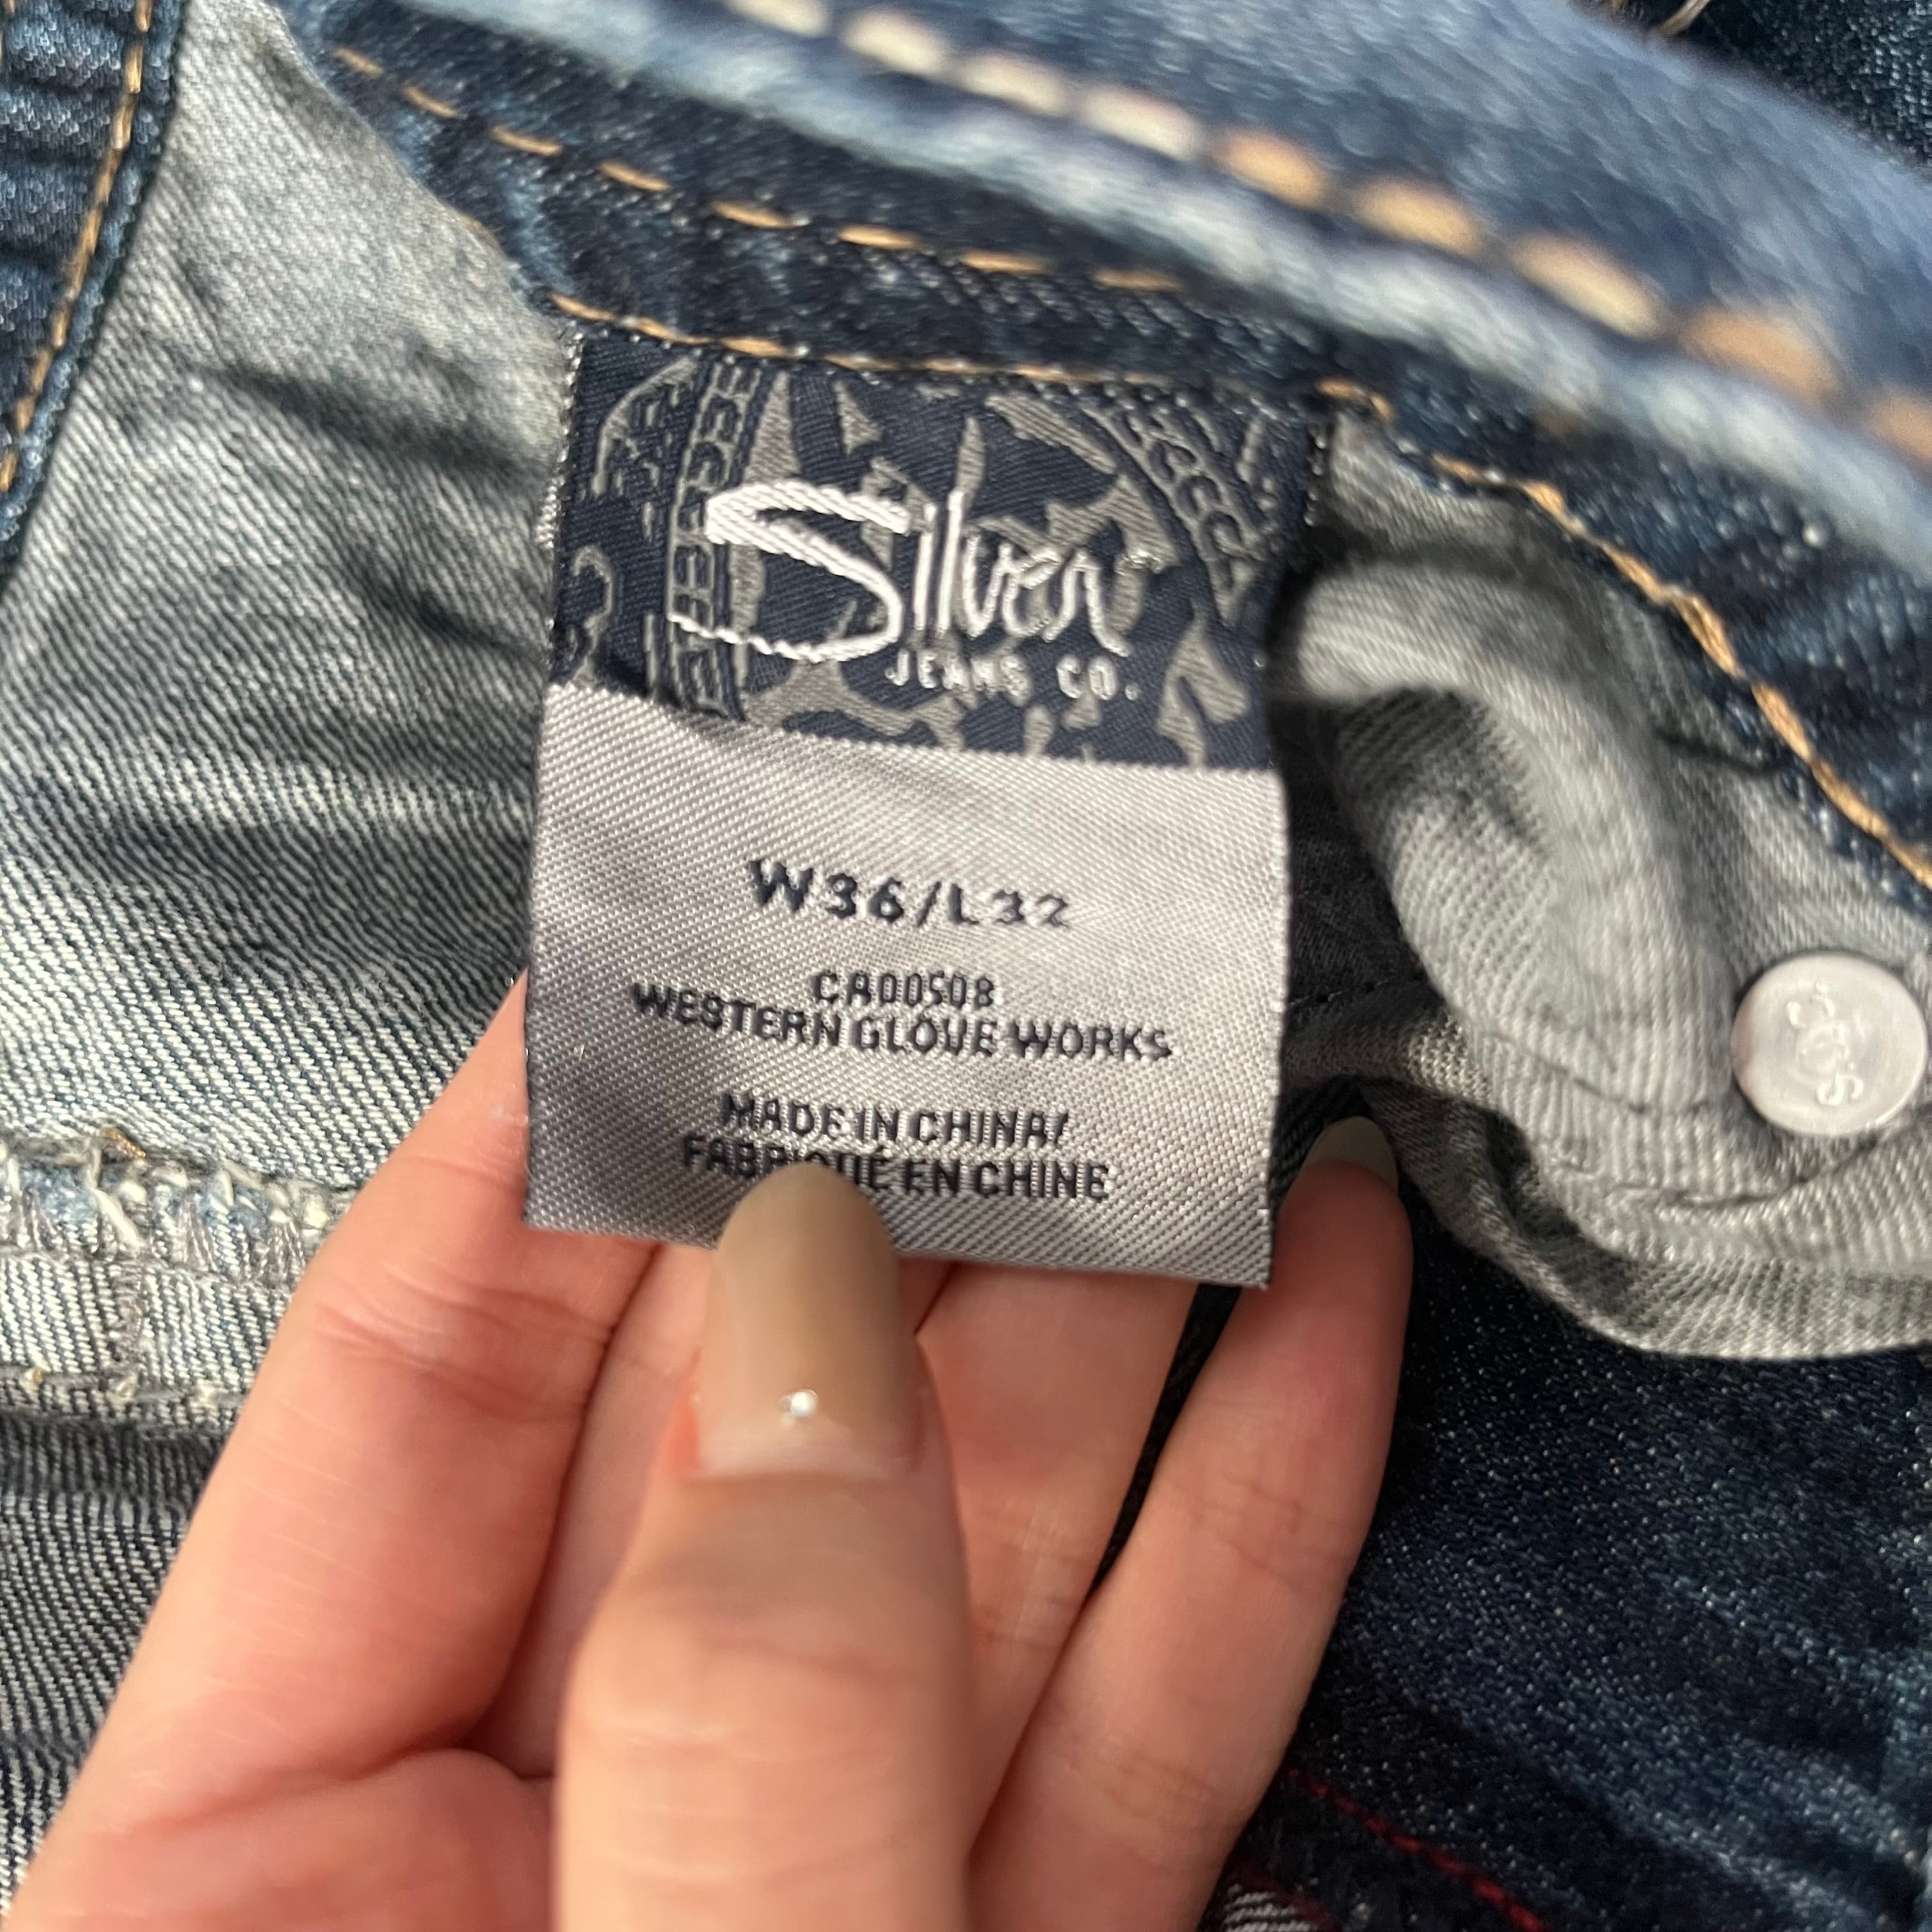 Silver
JEANS CO.
W36/L32
CA00508
WESTERN GLOVE WORKS
MADE IN CHINA/
FABRIQUÉ EN CHINE